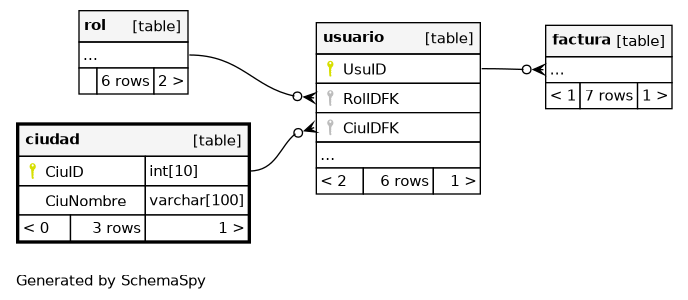 rol [table]
...
6 rows 2 >
ciudad [table]
CiuID int[10]
CiuNombre varchar[100]
< 0 3 rows 1 >
usuario [table]
UsuID
RolIDFK
CiuIDFK
...
< 2 6 rows 1 >
factura [table]
...
< 1 7 rows 1 >
Generated by SchemaSpy